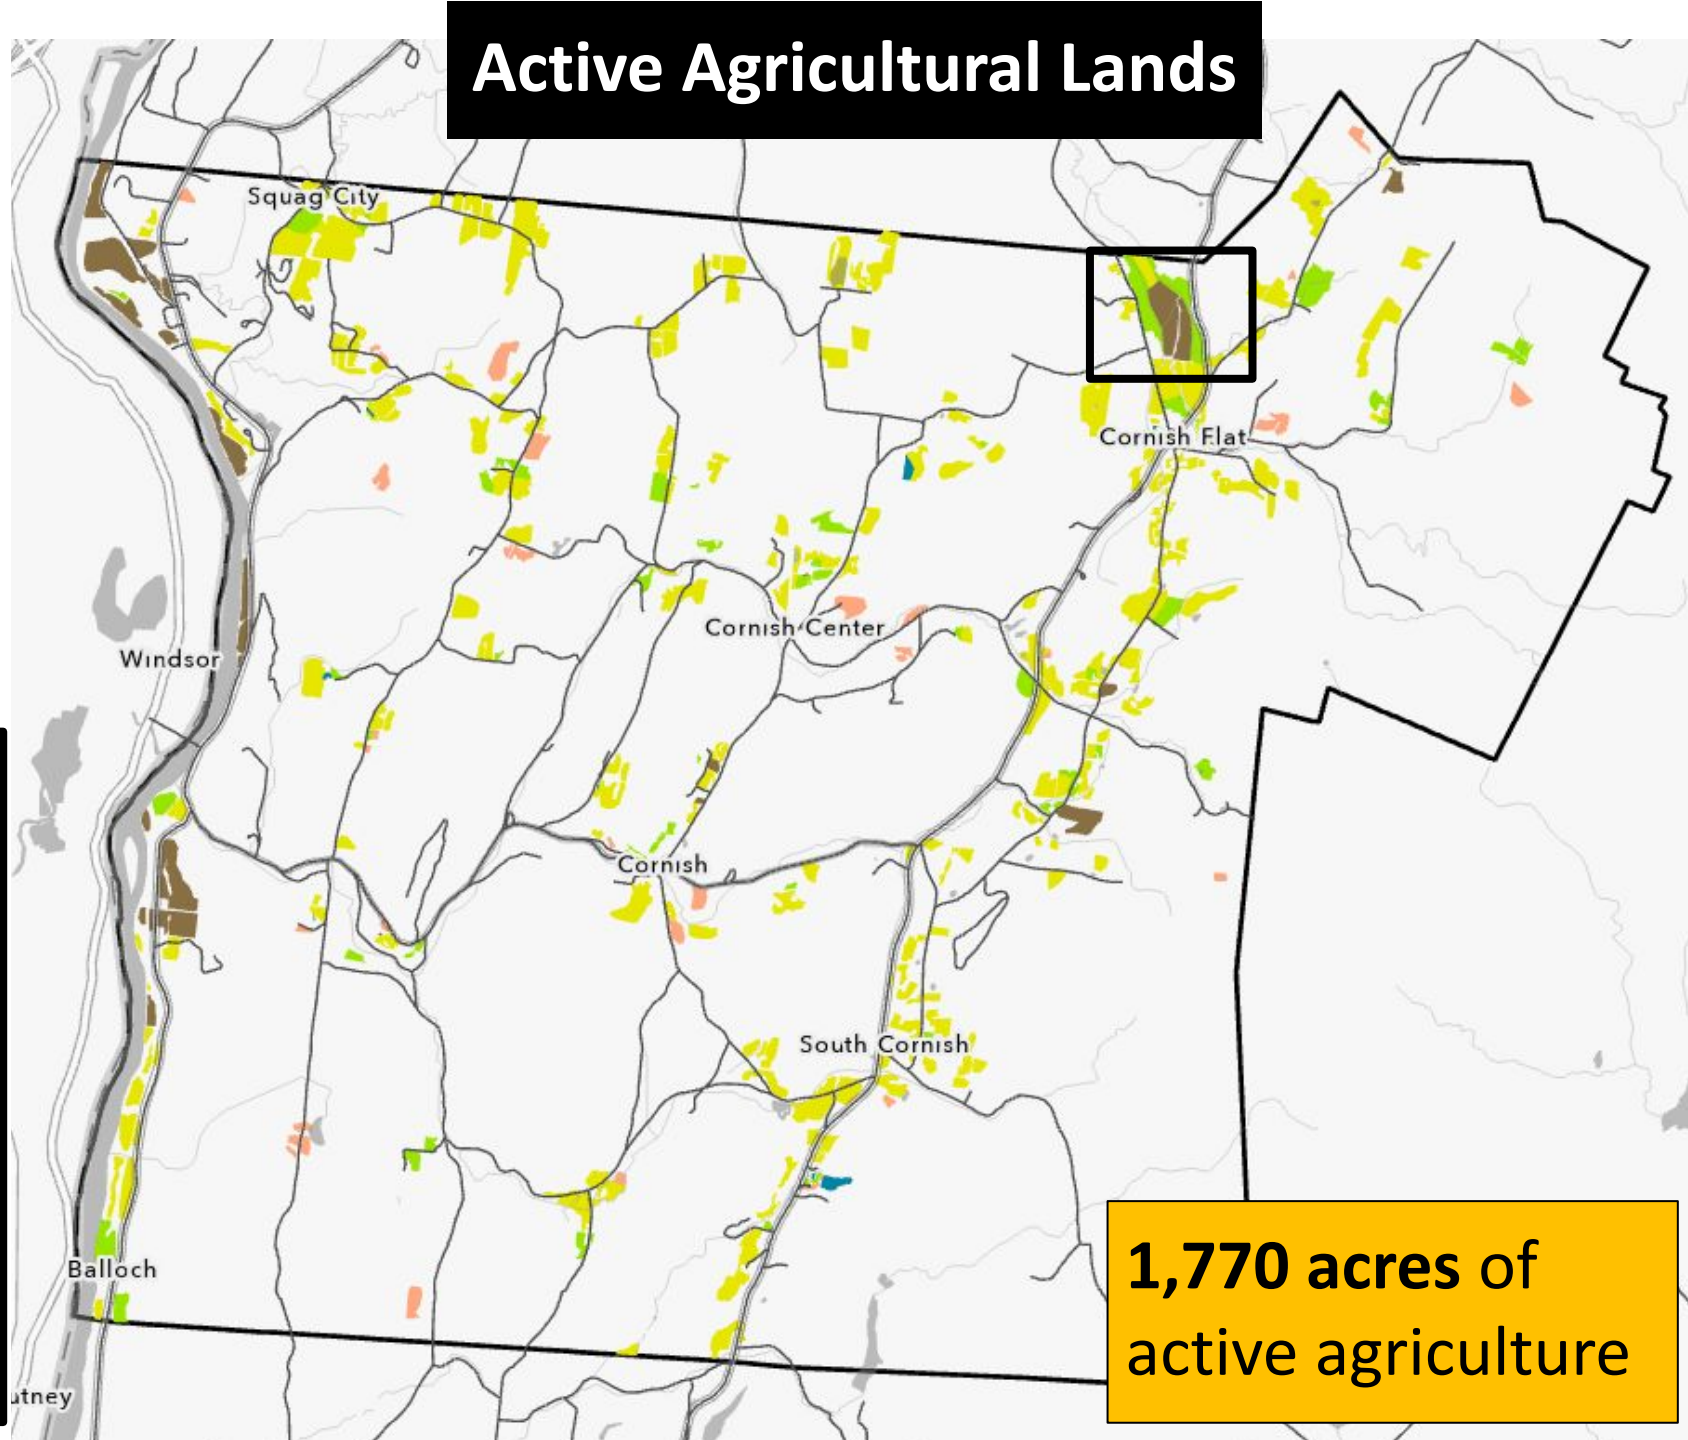 Active Agricultural Lands
Squag City
Cornish Flat
Cornish Center
Windsor
Cornish
South Cornish
Balloch
1,770 acres of
active agriculture
utney